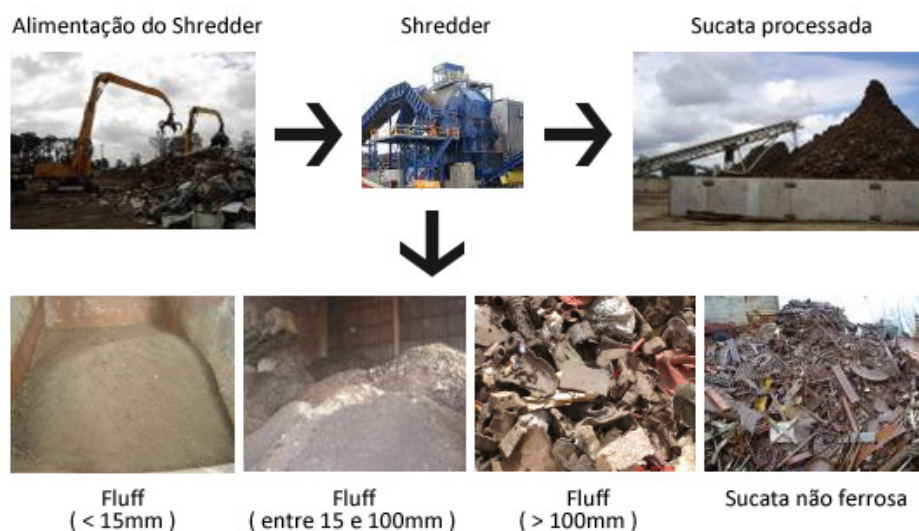 Alimentação do Shredder
Shredder
Sucata processada
Fluff
( < 15mm )
Fluff
( entre 15 e 100mm )
Fluff
( > 100mm )
Sucata não ferrosa